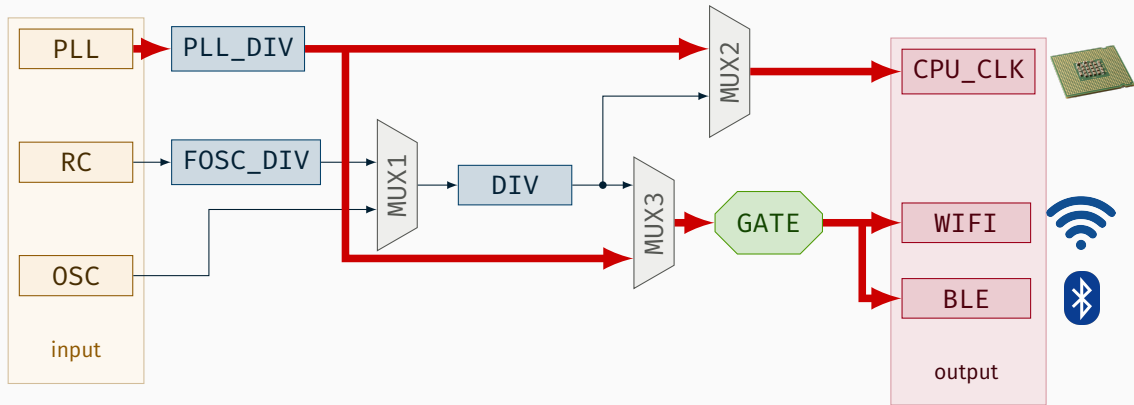 PLL
PLL_DIV
MUX2
CPU_CLK
RC
FOSC_DIV
MUX1
DIV
MUX3
GATE
WIFI
OSC
BLE
input
output